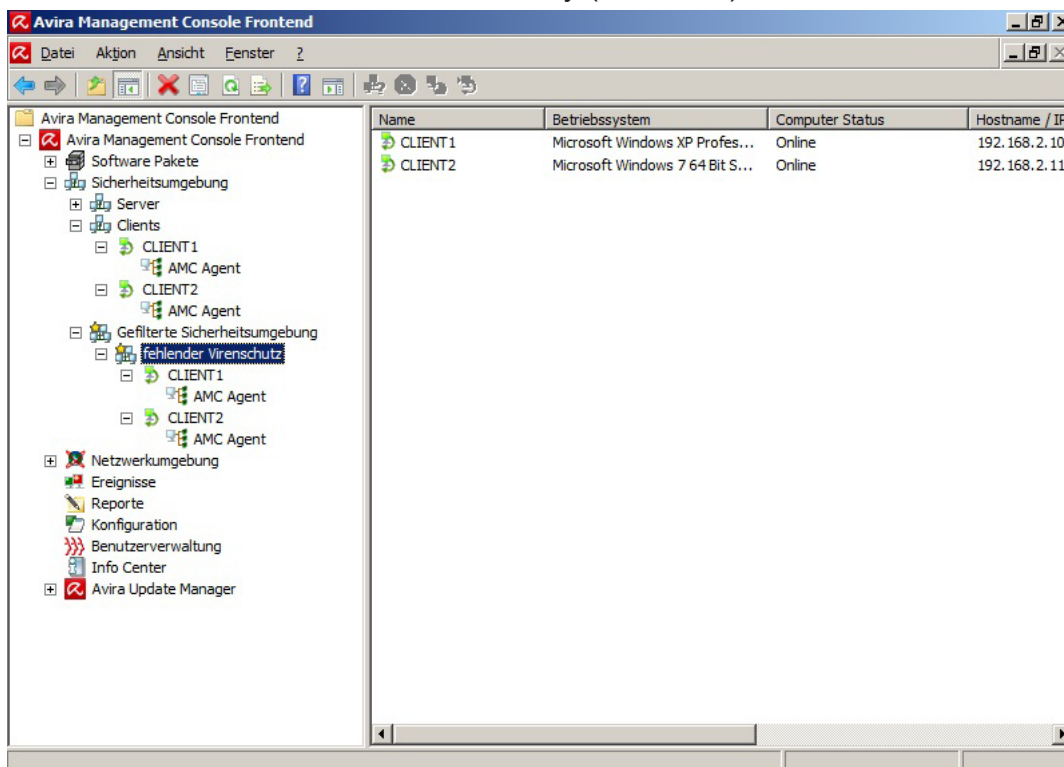 Avira Management Console Frontend
Datei Aktion Ansicht Fenster ?
Avira Management Console Frontend
Avira Management Console Frontend
Software Pakete
Sicherheitsumgebung
Server
Clients
CLIENT1
AMC Agent
CLIENT2
AMC Agent
Gefilterte Sicherheitsumgebung
fehlender Virenschutz
CLIENT1
AMC Agent
CLIENT2
AMC Agent
Netzwerkumgebung
Ereignisse
Reporte
Konfiguration
Benutzerverwaltung
Info Center
Avira Update Manager
Name Betriebssystem Computer Status Hostname / IP
CLIENT1 Microsoft Windows XP Profes... Online 192.168.2.10
CLIENT2 Microsoft Windows 7 64 Bit S... Online 192.168.2.11